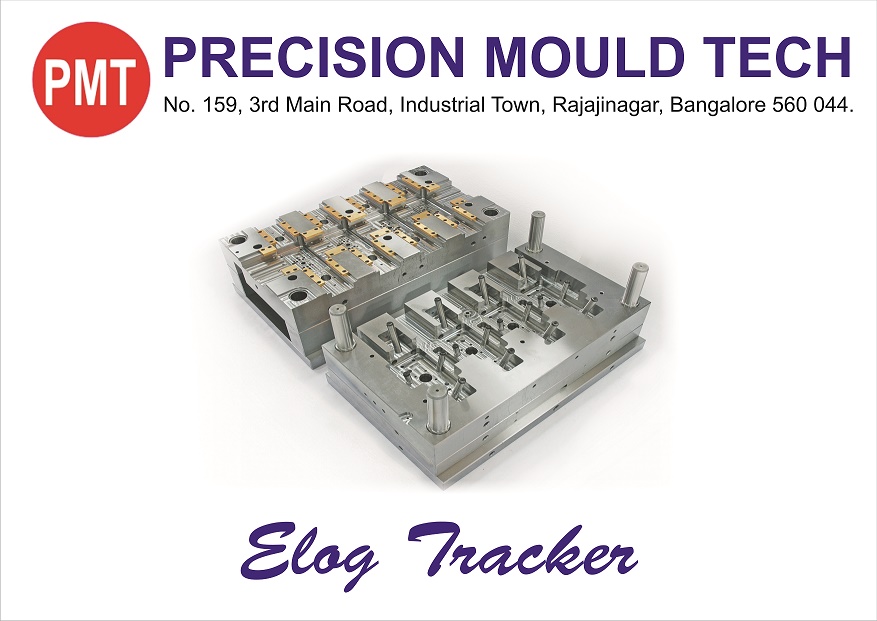 PMT
PRECISION MOULD TECH
No. 159, 3rd Main Road, Industrial Town, Rajajinagar, Bangalore 560 044.
Elog Tracker